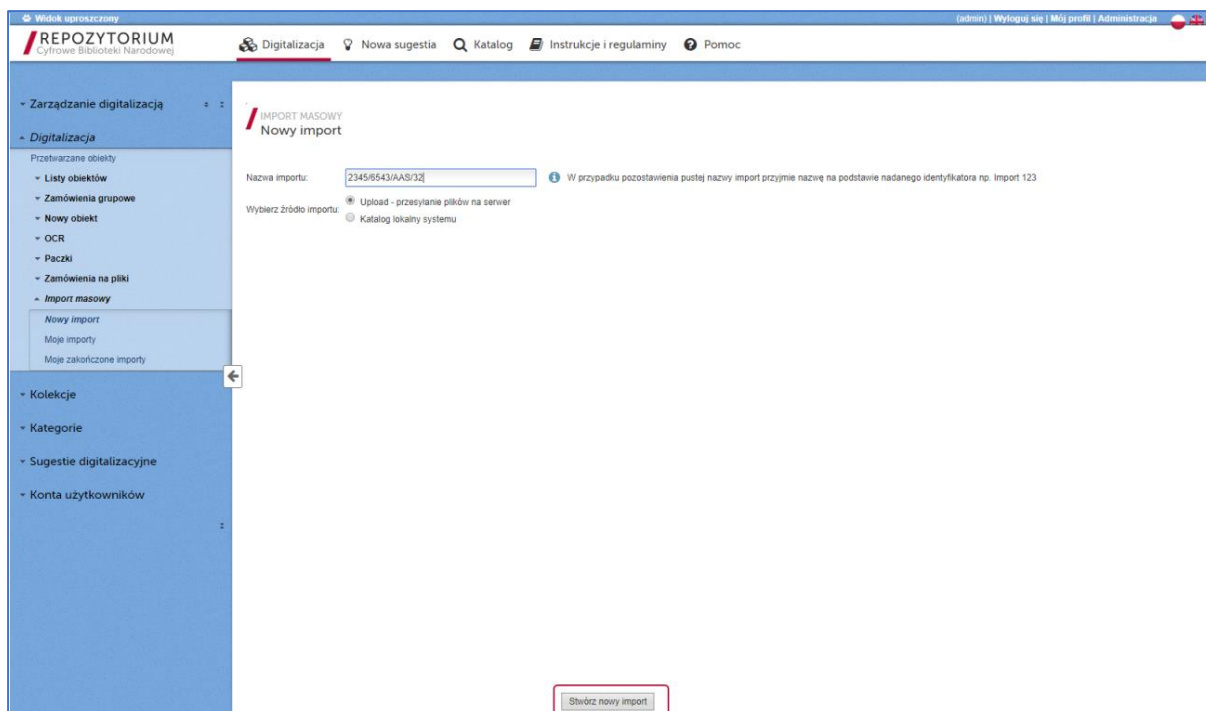 Widok uproszczony
(admin) | Wyloguj się | Mój profil | Administracja
REPOZYTORIUM
Cyfrowe Biblioteki Narodowej
Digitalizacja Nowa sugestia Katalog Instrukcje i regulaminy Pomoc
Zarządzanie digitalizacją
Digitalizacja
Przetwarzane obiekty
Listy obiektów
Zamówienia grupowe
Nowy obiekt
OCR
Paczki
Zamówienia na pliki
Import masowy
Nowy import
Moje importy
Moje zakończone importy
Kolekcje
Kategorie
Sugestie digitalizacyjne
Konta użytkowników
IMPORT MASOWY
Nowy import
Nazwa importu: 2345/6543/AAS/32 W przypadku pozostawienia pustej nazwy import przyjmie nazwę na podstawie nadanego identyfikatora np. Import 123
Wybierz źródło importu: Upload - przesyłanie plików na serwer
Katalog lokalny systemu
Stwórz nowy import